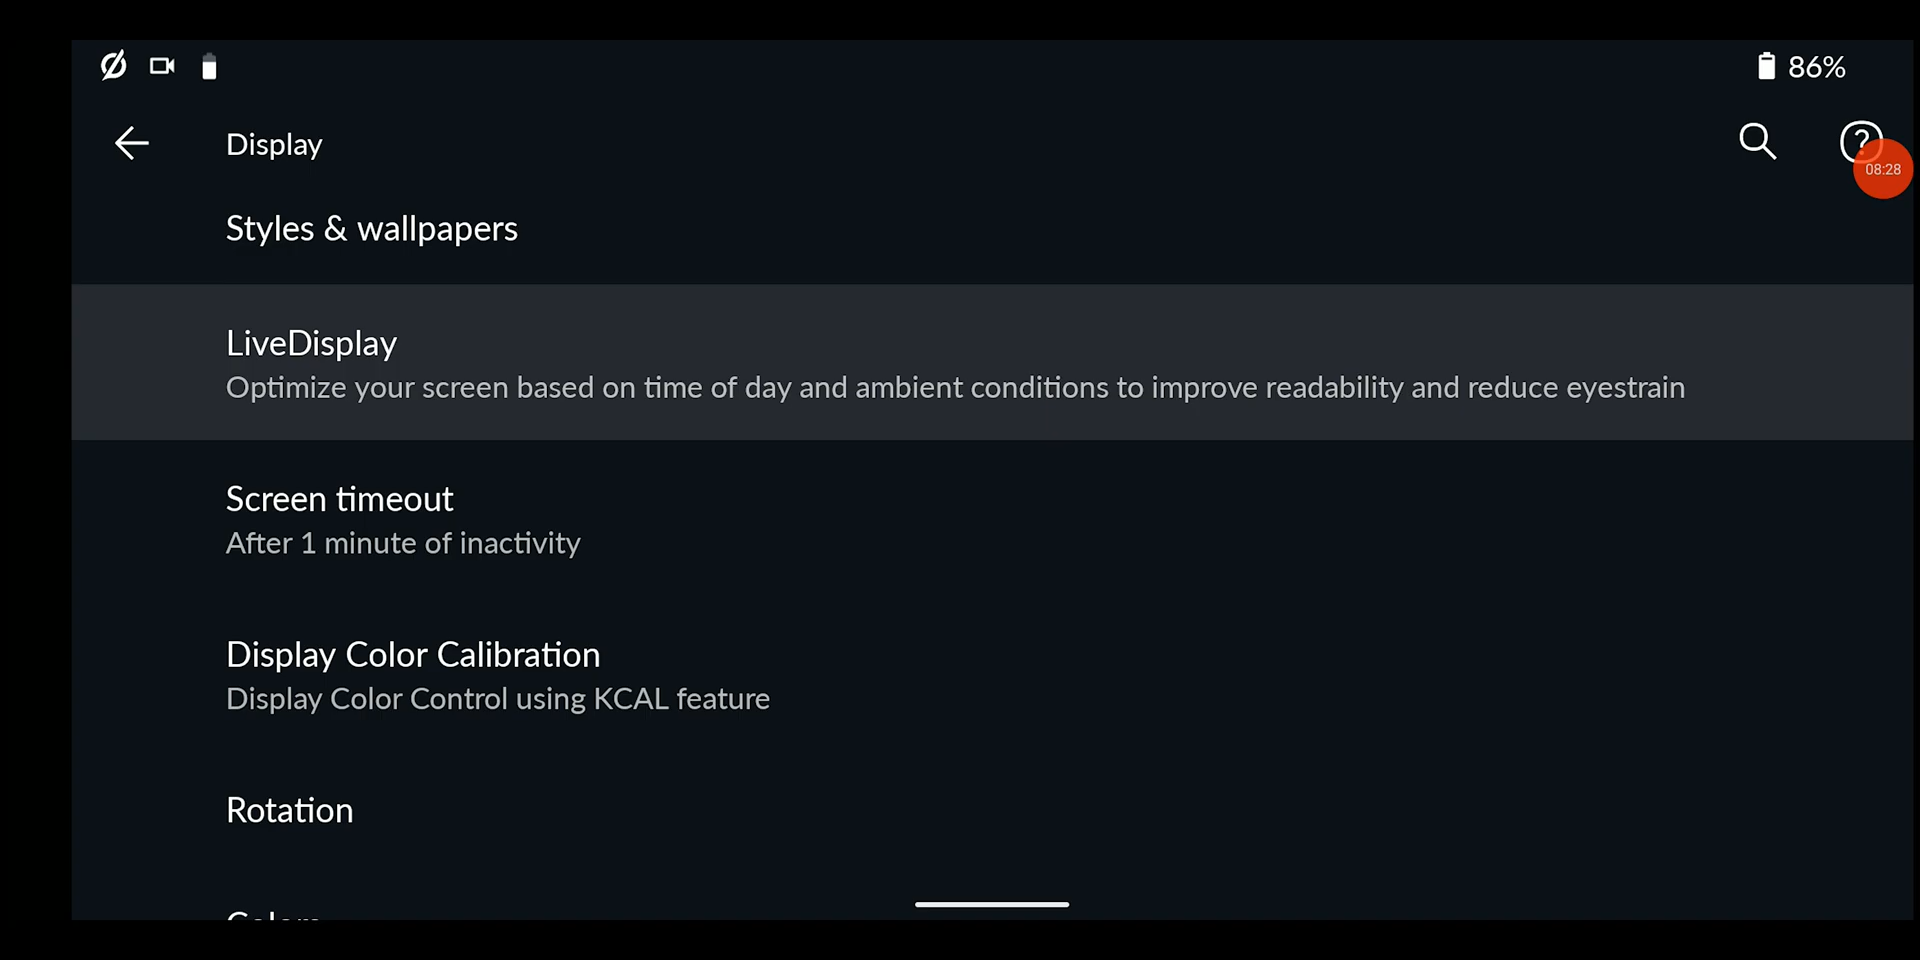 86%
Display
08:28
Styles & wallpapers
LiveDisplay
Optimize your screen based on time of day and ambient conditions to improve readability and reduce eyestrain
Screen timeout
After 1 minute of inactivity
Display Color Calibration
Display Color Control using KCAL feature
Rotation
Colors